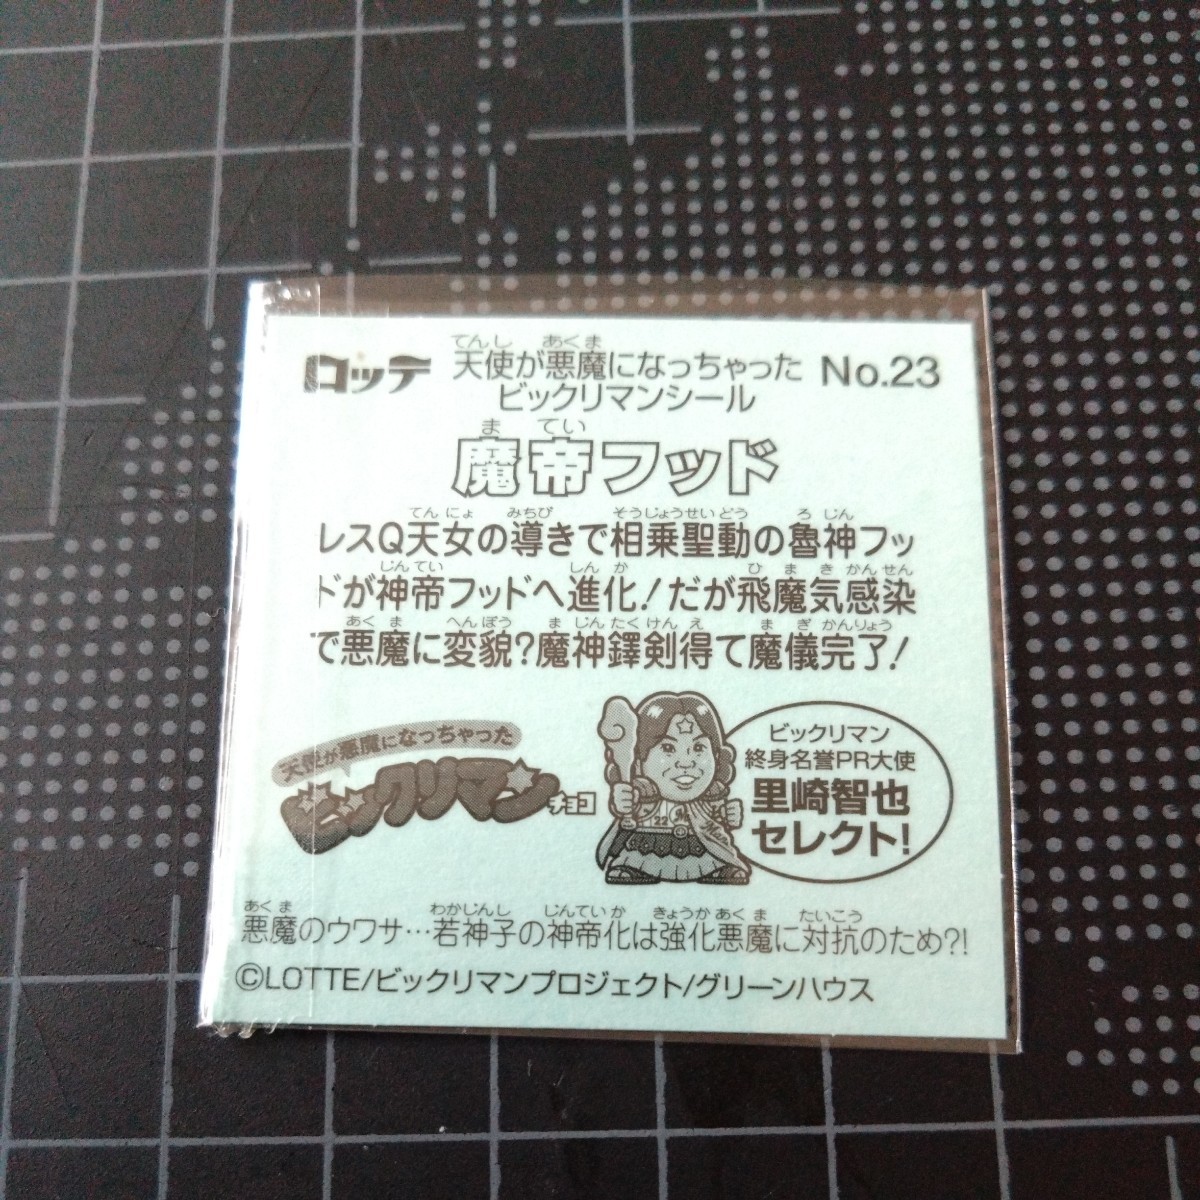 ロッテ 天使が悪魔になっちゃった No.23
てんし あくま
ビックリマンシール
ま てい
魔帝フッド
てんにょ みちび そうじょうせいどう ろ じん
レスQ天女の導きで相乗聖動の魯神フッ
じんてい しん か ひ ま き かんせん
ドが神帝フッドへ進化!だが飛魔気感染
あく ま へんぼう ま じんたくけん え ま ぎ かんりょう
で悪魔に変貌?魔神鐸剣得て魔儀完了!
天使が悪魔になっちゃった
ビックリマンチョコ
22
ビックリマン
終身名誉PR大使
里崎智也
セレクト!
あくま わかじんし じんていか きょうかあくま たいこう
悪魔のウワサ…若神子の神帝化は強化悪魔に対抗のため?!
©LOTTE/ビックリマンプロジェクト/グリーンハウス